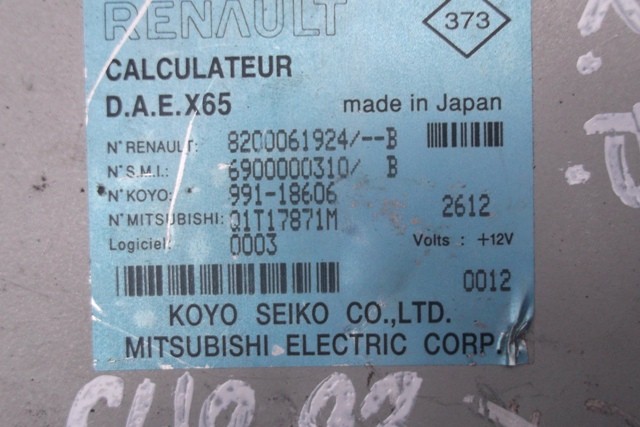 RENAULT
373
CALCULATEUR
D.A.E.X65 made in Japan
N° RENAULT: 8200061924/--B
N° S.M.I.: 6900000310/ B
N° KOYO: 991-18606
N° MITSUBISHI: Q1T17871M 2612
Logiciel: 0003 Volts : +12V
0012
KOYO SEIKO CO.,LTD.
MITSUBISHI ELECTRIC CORP.